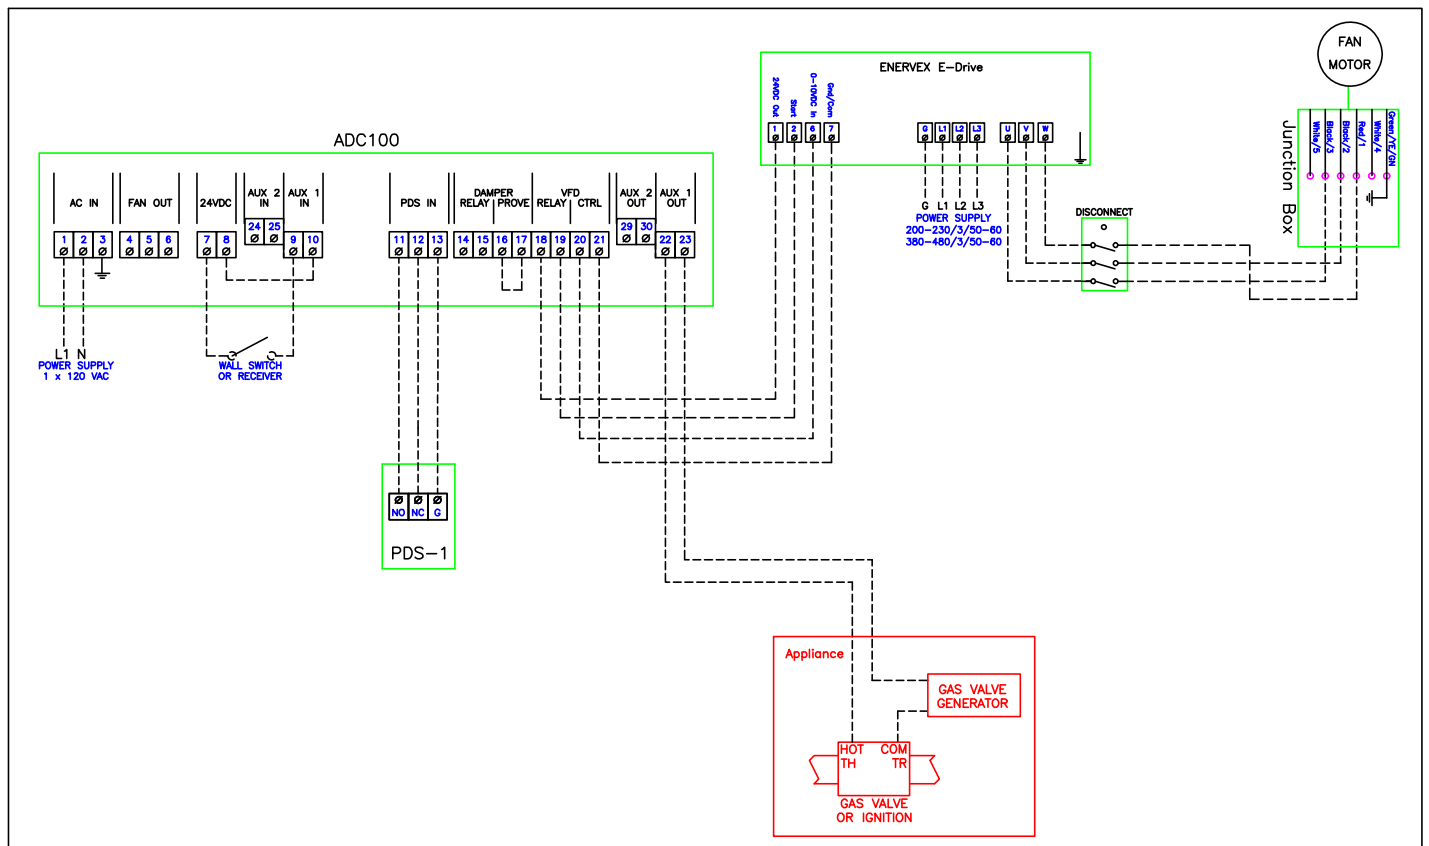 FAN
MOTOR
ENERVEX E-Drive
24VDC Out
Start
0-10VDC In
Gnd/Com
1 2 6 7
G L1 L2 L3
U V W
G L1 L2 L3
POWER SUPPLY
200-230/3/50-60
380-480/3/50-60
DISCONNECT
Junction Box
White/5
Black/3
Black/2
Red/1
White/4
Green/YE/GN
ADC100
AC IN
FAN OUT
24VDC
AUX 2
IN
AUX 1
IN
PDS IN
DAMPER
RELAY PROVE
VFD
RELAY CTRL
AUX 2
OUT
AUX 1
OUT
1 2 3
4 5 6
7 8
24 25
9 10
11 12 13
14 15 16 17
18 19 20 21
29 30
22 23
L1 N
POWER SUPPLY
1 x 120 VAC
WALL SWITCH
OR RECEIVER
NO NC G
PDS-1
Appliance
GAS VALVE
GENERATOR
HOT COM
TH TR
GAS VALVE
OR IGNITION